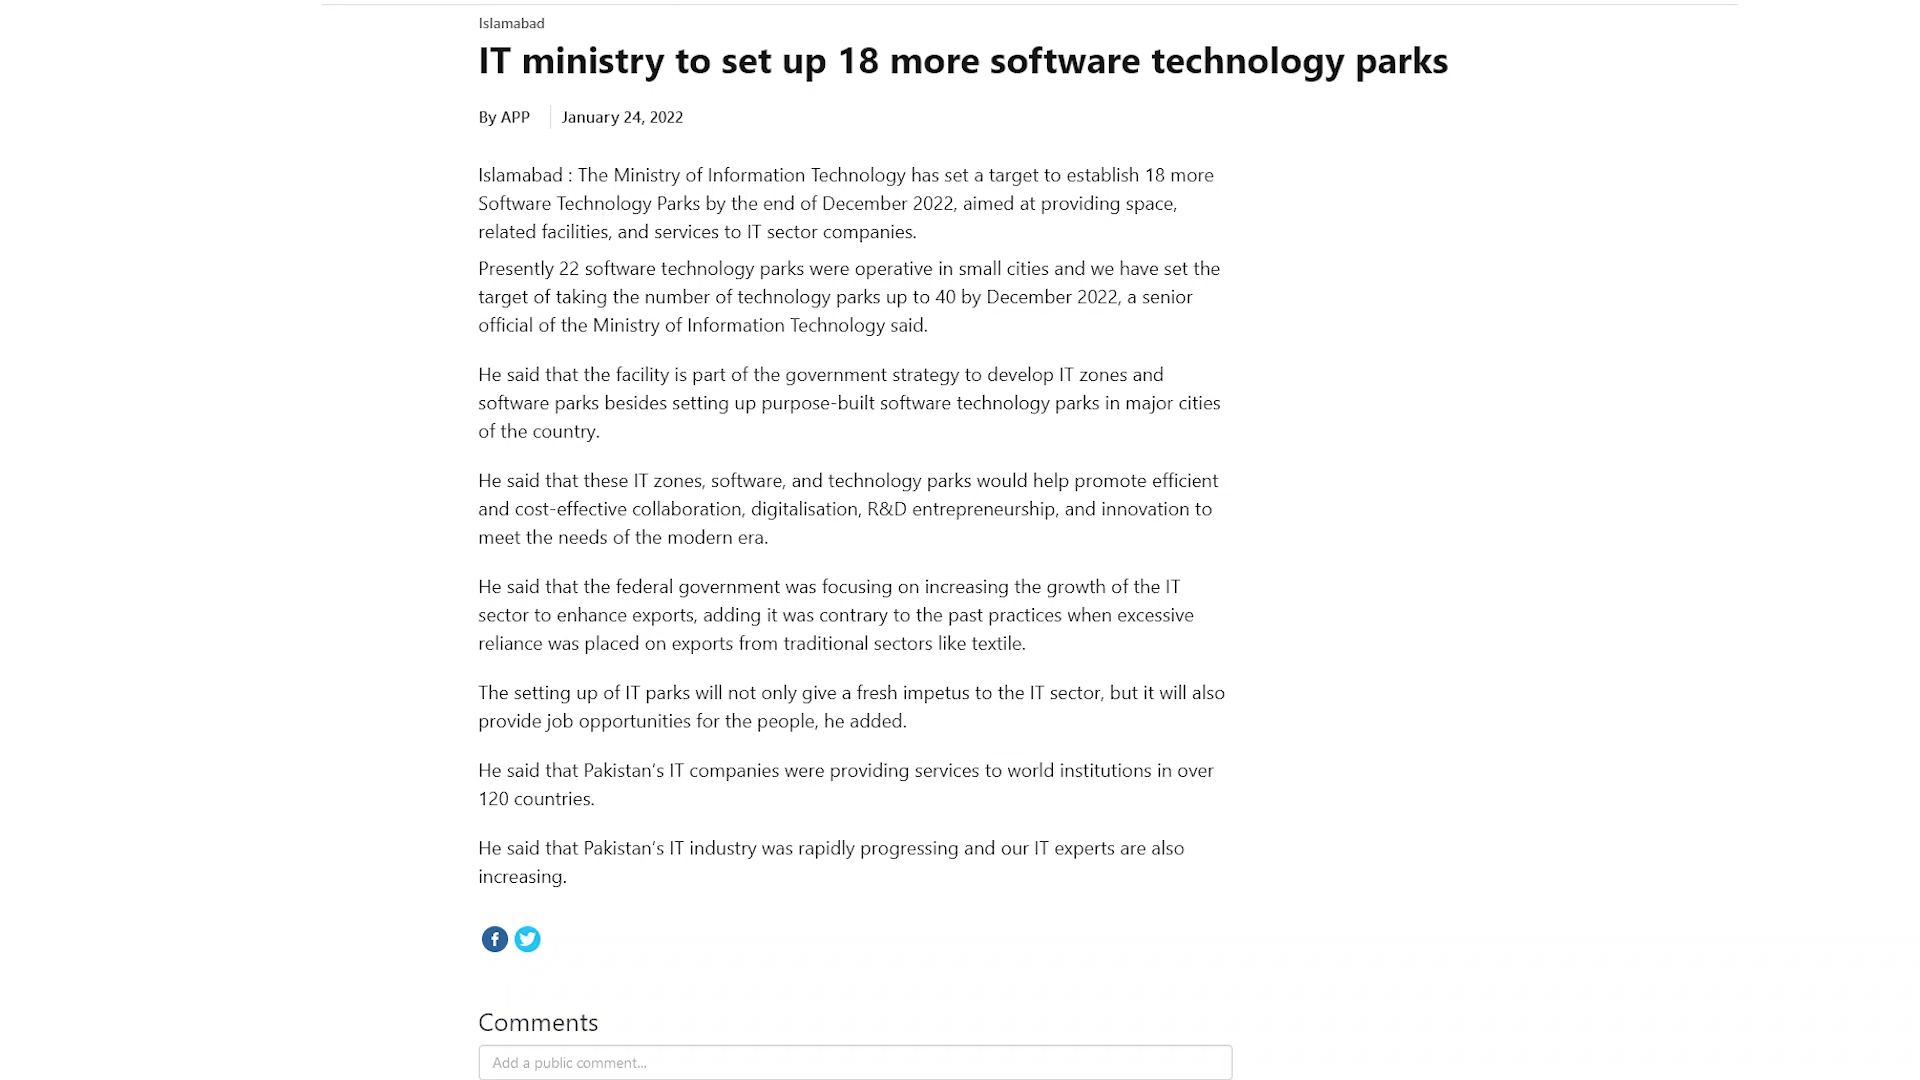 Islamabad
IT ministry to set up 18 more software technology parks
By APP
January 24, 2022
Islamabad : The Ministry of Information Technology has set a target to establish 18 more
Software Technology Parks by the end of December 2022, aimed at providing space,
related facilities, and services to IT sector companies.
Presently 22 software technology parks were operative in small cities and we have set the
target of taking the number of technology parks up to 40 by December 2022, a senior
official of the Ministry of Information Technology said.
He said that the facility is part of the government strategy to develop IT zones and
software parks besides setting up purpose-built software technology parks in major cities
of the country.
He said that these IT zones, software, and technology parks would help promote efficient
and cost-effective collaboration, digitalisation, R&D entrepreneurship, and innovation to
meet the needs of the modern era.
He said that the federal government was focusing on increasing the growth of the IT
sector to enhance exports, adding it was contrary to the past practices when excessive
reliance was placed on exports from traditional sectors like textile.
The setting up of IT parks will not only give a fresh impetus to the IT sector, but it will also
provide job opportunities for the people, he added.
He said that Pakistan's IT companies were providing services to world institutions in over
120 countries.
He said that Pakistan's IT industry was rapidly progressing and our IT experts are also
increasing.
Comments
Add a public comment...